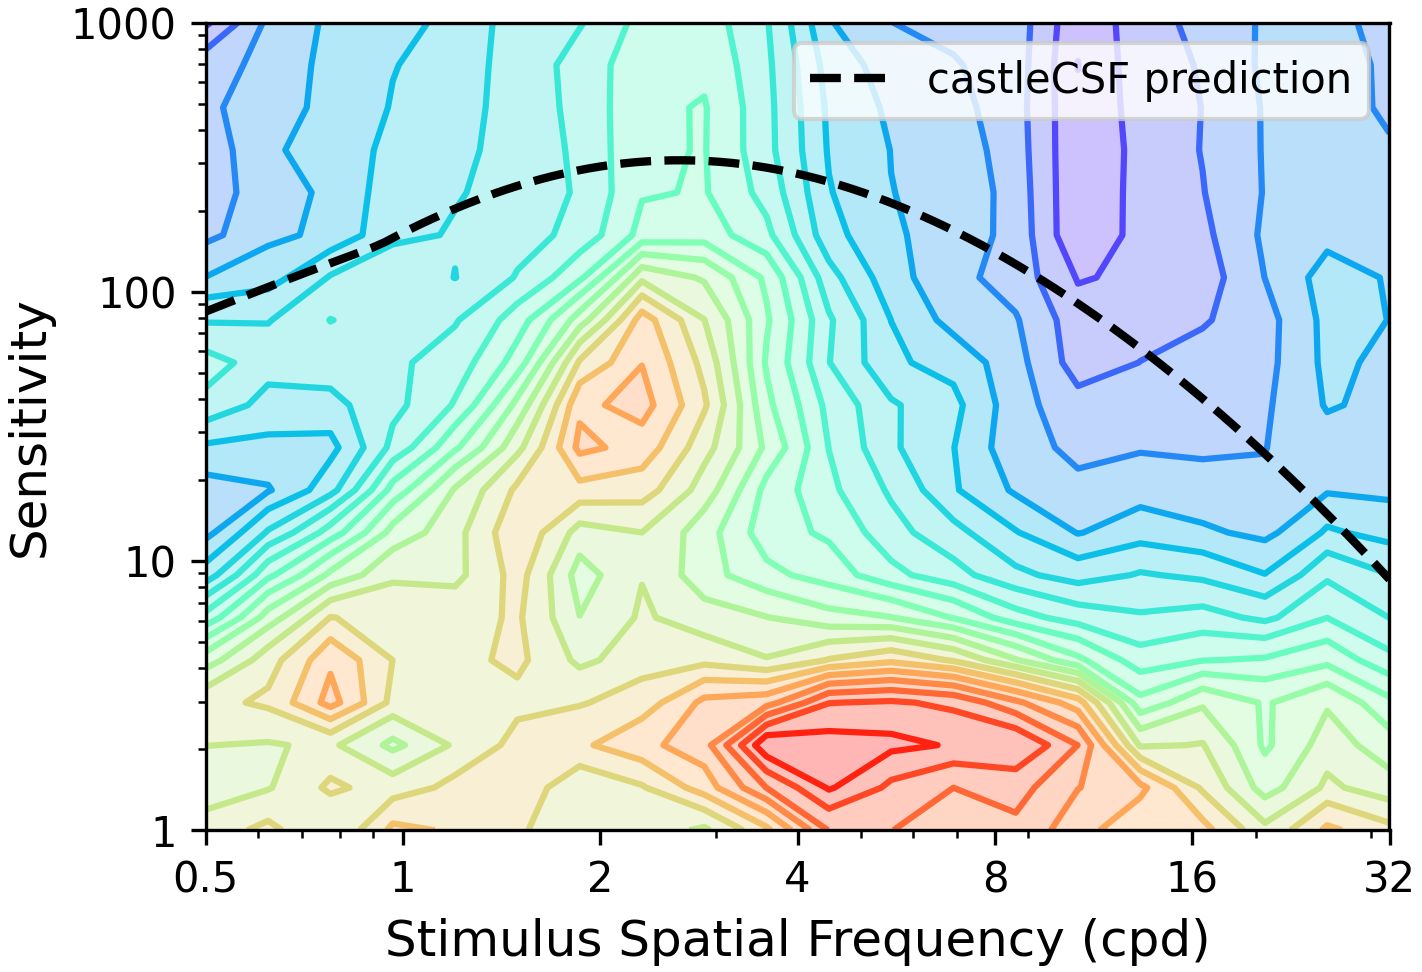 1000
castleCSF prediction
100
Sensitivity
10
1
0.5 1 2 4 8 16 32
Stimulus Spatial Frequency (cpd)